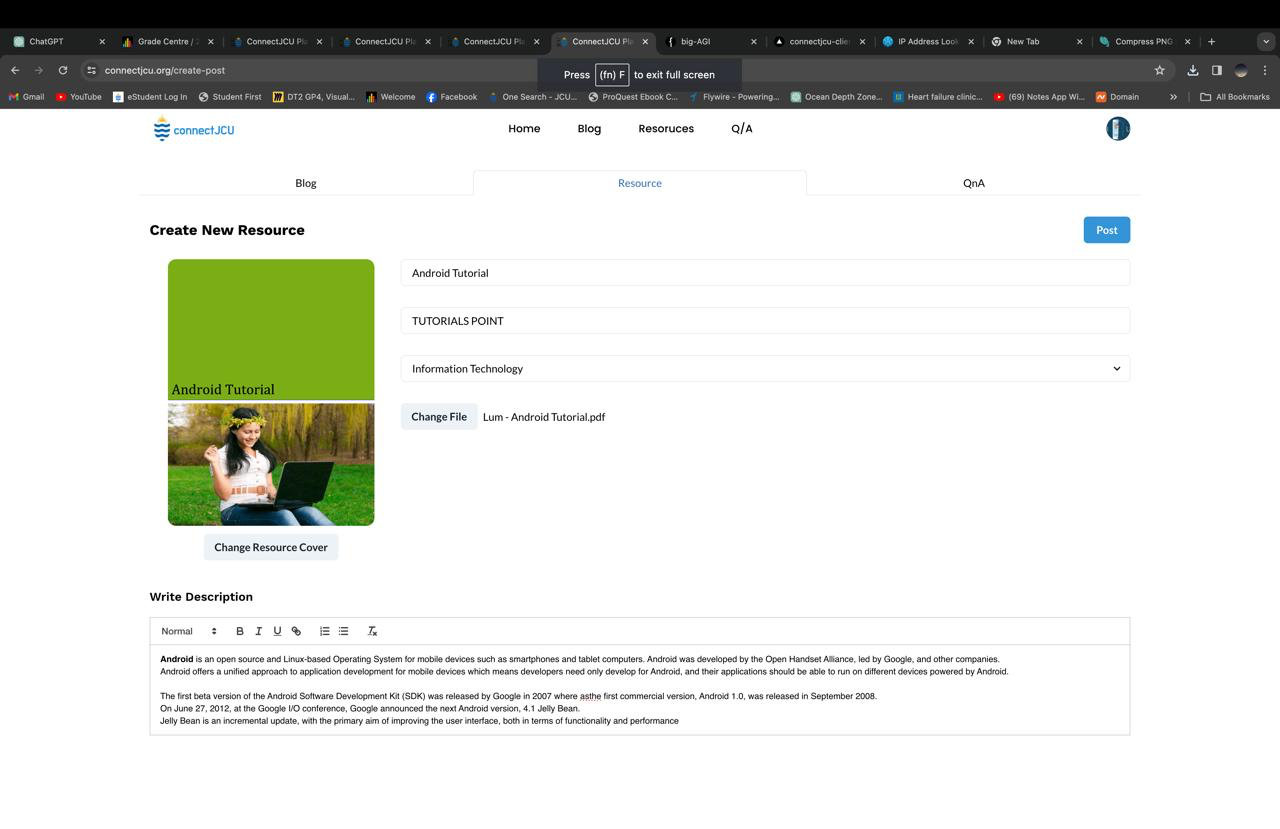 ChatGPT
Grade Centre / 2
ConnectJCU Pla
ConnectJCU Pla
ConnectJCU Pla
ConnectJCU Pla
big-AGI
connectjcu-clie
IP Address Look
New Tab
Compress PNG
connectjcu.org/create-post
Press (fn) F to exit full screen
Gmail
YouTube
eStudent Log In
Student First
DT2 GP4, Visual...
Welcome
Facebook
One Search - JCU...
ProQuest Ebook C...
Flywire - Powering...
Ocean Depth Zone...
Heart failure clinic...
(69) Notes App Wi...
Domain
All Bookmarks
connectJCU
Home
Blog
Resoruces
Q/A
Blog
Resource
QnA
Create New Resource
Post
Android Tutorial
Android Tutorial
TUTORIALS POINT
Information Technology
Change File
Lum - Android Tutorial.pdf
Change Resource Cover
Write Description
Normal
B I U
Android is an open source and Linux-based Operating System for mobile devices such as smartphones and tablet computers. Android was developed by the Open Handset Alliance, led by Google, and other companies.
Android offers a unified approach to application development for mobile devices which means developers need only develop for Android, and their applications should be able to run on different devices powered by Android.
The first beta version of the Android Software Development Kit (SDK) was released by Google in 2007 where asthe first commercial version, Android 1.0, was released in September 2008.
On June 27, 2012, at the Google I/O conference, Google announced the next Android version, 4.1 Jelly Bean.
Jelly Bean is an incremental update, with the primary aim of improving the user interface, both in terms of functionality and performance